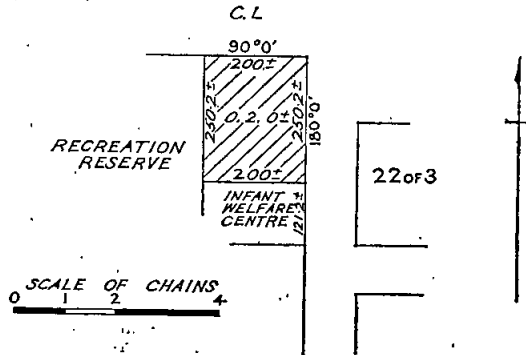 C.L
90°0'
200±
250·2±
0.2.0±
250·2±
180°0'
RECREATION
RESERVE
200±
INFANT
WELFARE
CENTRE
121·2±
22 OF 3
SCALE OF CHAINS
0 1 2 4